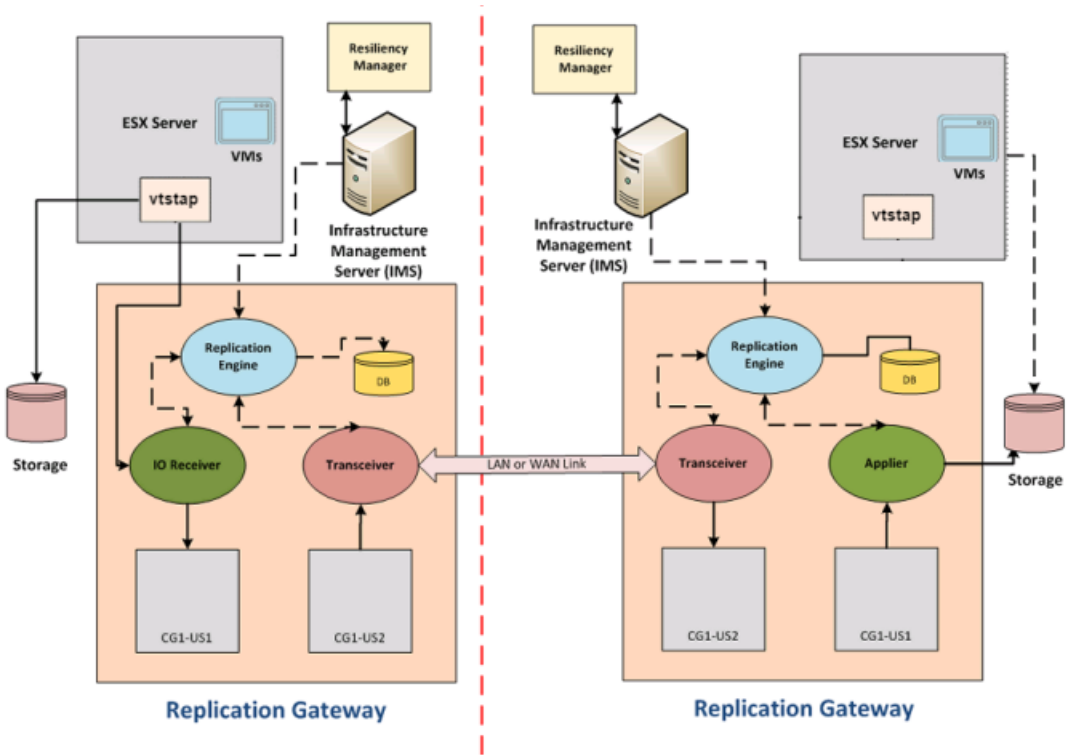 Resiliency
Manager
ESX Server
VMs
vtstap
Infrastructure
Management
Server (IMS)
Replication
Engine
DB
Storage
IO Receiver
Transceiver
CG1-US1
CG1-US2
Replication Gateway
LAN or WAN Link
Resiliency
Manager
ESX Server
VMs
vtstap
Infrastructure
Management
Server (IMS)
Replication
Engine
DB
Transceiver
Applier
Storage
CG1-US2
CG1-US1
Replication Gateway